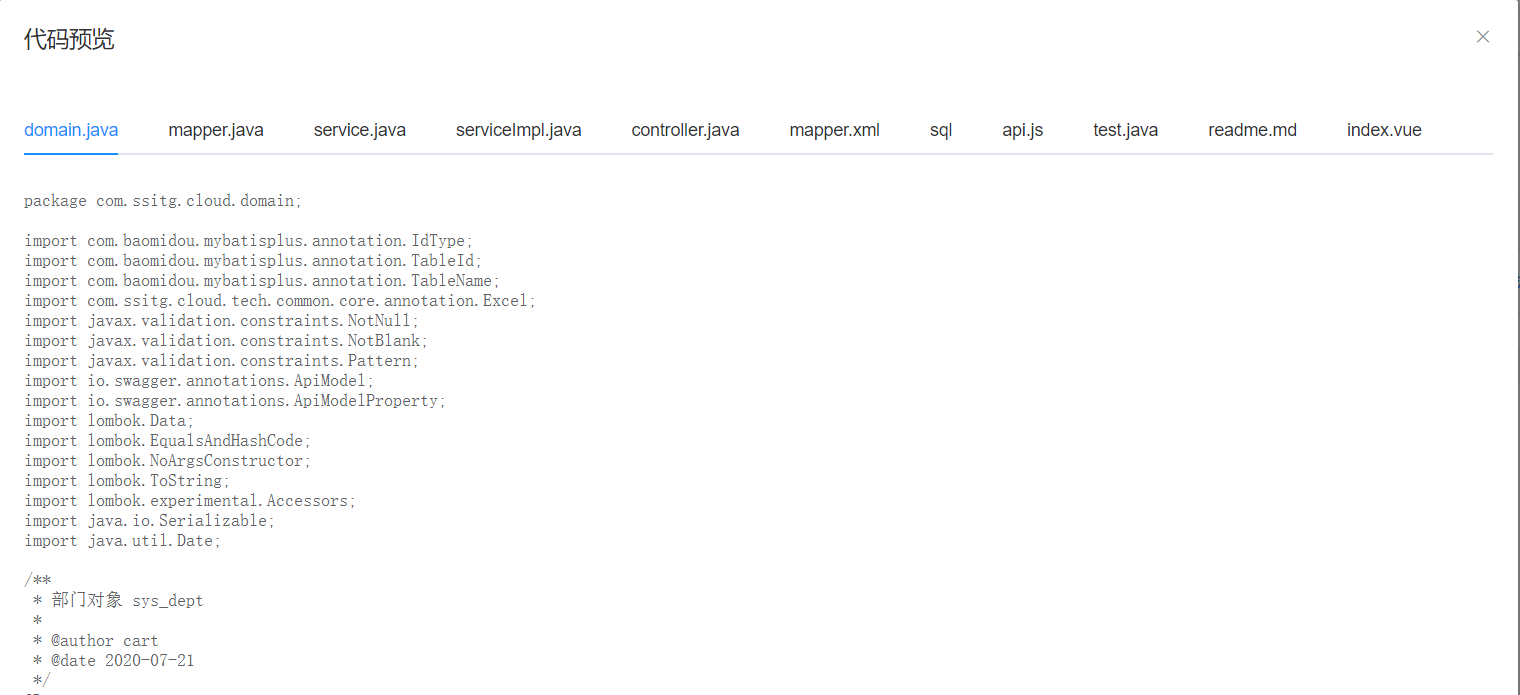 代码预览
domain.java mapper.java service.java serviceImpl.java controller.java mapper.xml sql api.js test.java readme.md index.vue
package com.ssitg.cloud.domain;
import com.baomidou.mybatisplus.annotation.IdType;
import com.baomidou.mybatisplus.annotation.TableId;
import com.baomidou.mybatisplus.annotation.TableName;
import com.ssitg.cloud.tech.common.core.annotation.Excel;
import javax.validation.constraints.NotNull;
import javax.validation.constraints.NotBlank;
import javax.validation.constraints.Pattern;
import io.swagger.annotations.ApiModel;
import io.swagger.annotations.ApiModelProperty;
import lombok.Data;
import lombok.EqualsAndHashCode;
import lombok.NoArgsConstructor;
import lombok.ToString;
import lombok.experimental.Accessors;
import java.io.Serializable;
import java.util.Date;
/**
 * 部门对象 sys_dept
 *
 * @author cart
 * @date 2020-07-21
 */